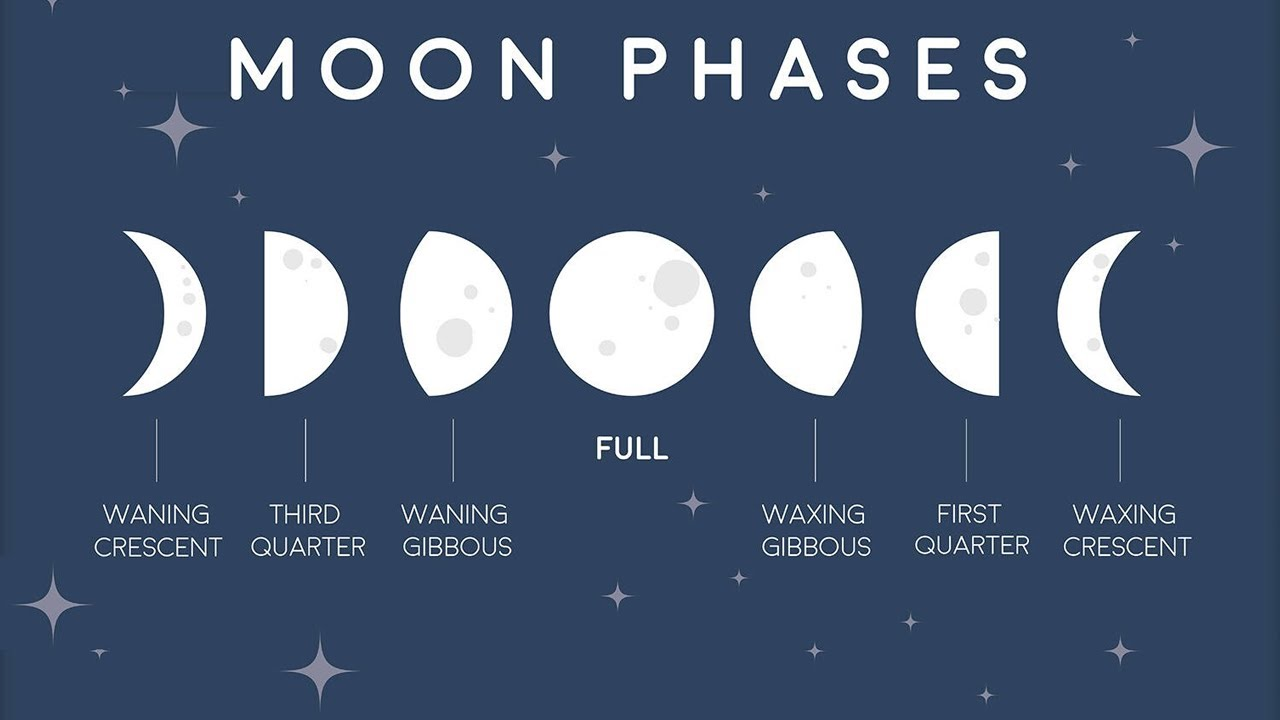 MOON PHASES
FULL
WANING
CRESCENT
THIRD
QUARTER
WANING
GIBBOUS
WAXING
GIBBOUS
FIRST
QUARTER
WAXING
CRESCENT